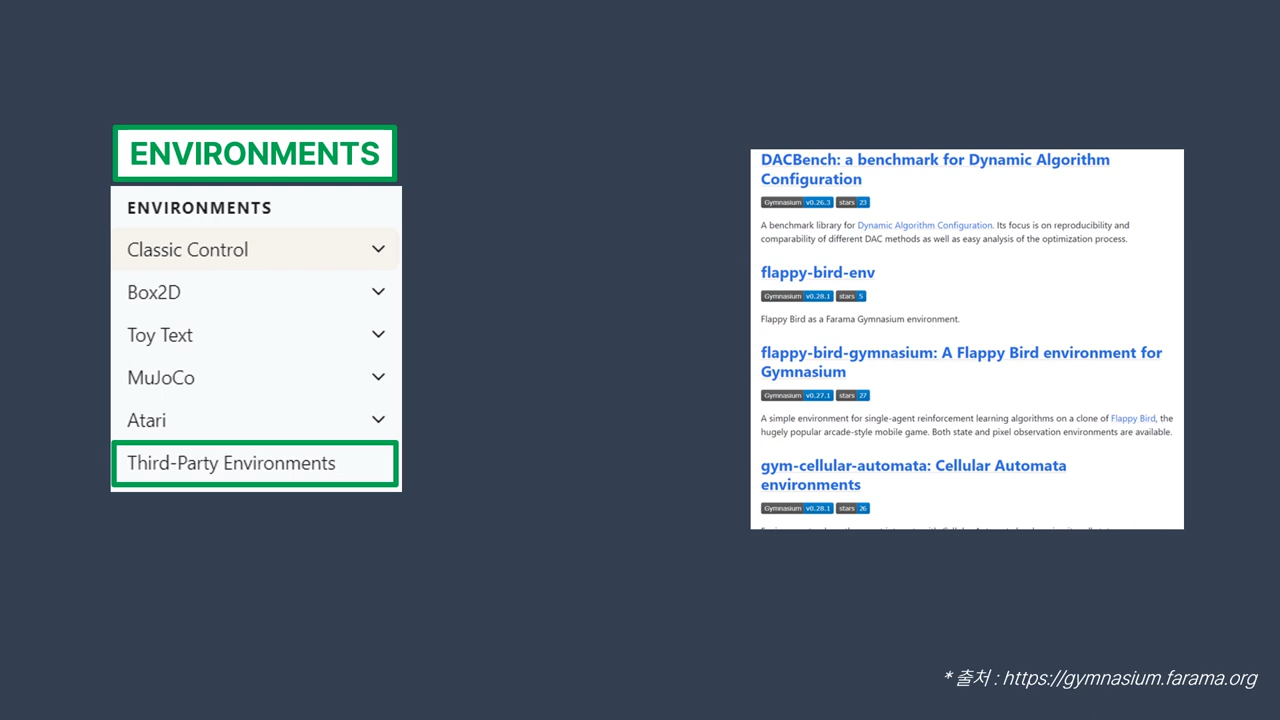 ENVIRONMENTS
ENVIRONMENTS
Classic Control
Box2D
Toy Text
MuJoCo
Atari
Third-Party Environments
DACBench: a benchmark for Dynamic Algorithm
Configuration
Gymnasium v0.26.3 stars 23
A benchmark library for Dynamic Algorithm Configuration. Its focus is on reproducibility and
comparability of different DAC methods as well as easy analysis of the optimization process.
flappy-bird-env
Gymnasium v0.28.1 stars 5
Flappy Bird as a Farama Gymnasium environment.
flappy-bird-gymnasium: A Flappy Bird environment for
Gymnasium
Gymnasium v0.27.1 stars 27
A simple environment for single-agent reinforcement learning algorithms on a clone of Flappy Bird, the
hugely popular arcade-style mobile game. Both state and pixel observation environments are available.
gym-cellular-automata: Cellular Automata
environments
Gymnasium v0.28.1 stars 26
* 출처 : https://gymnasium.farama.org